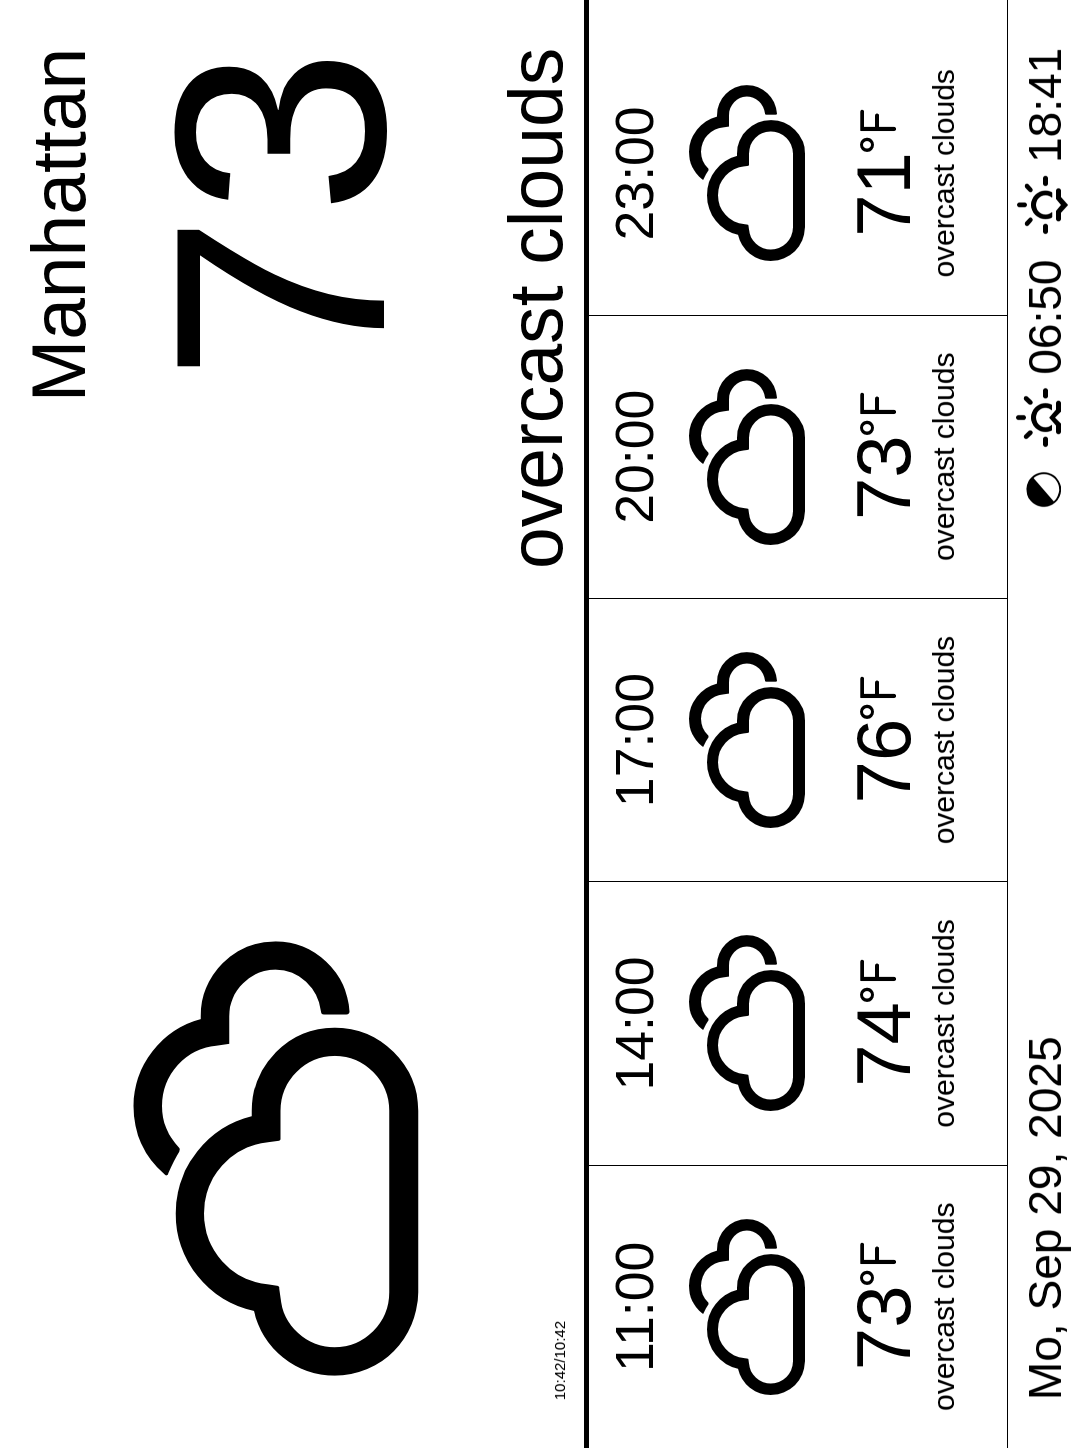 Manhattan
73
overcast clouds
10:42/10:42
11:00 14:00 17:00 20:00 23:00
73°F 74°F 76°F 73°F 71°F
overcast clouds overcast clouds overcast clouds overcast clouds overcast clouds
Mo, Sep 29, 2025 06:50 18:41